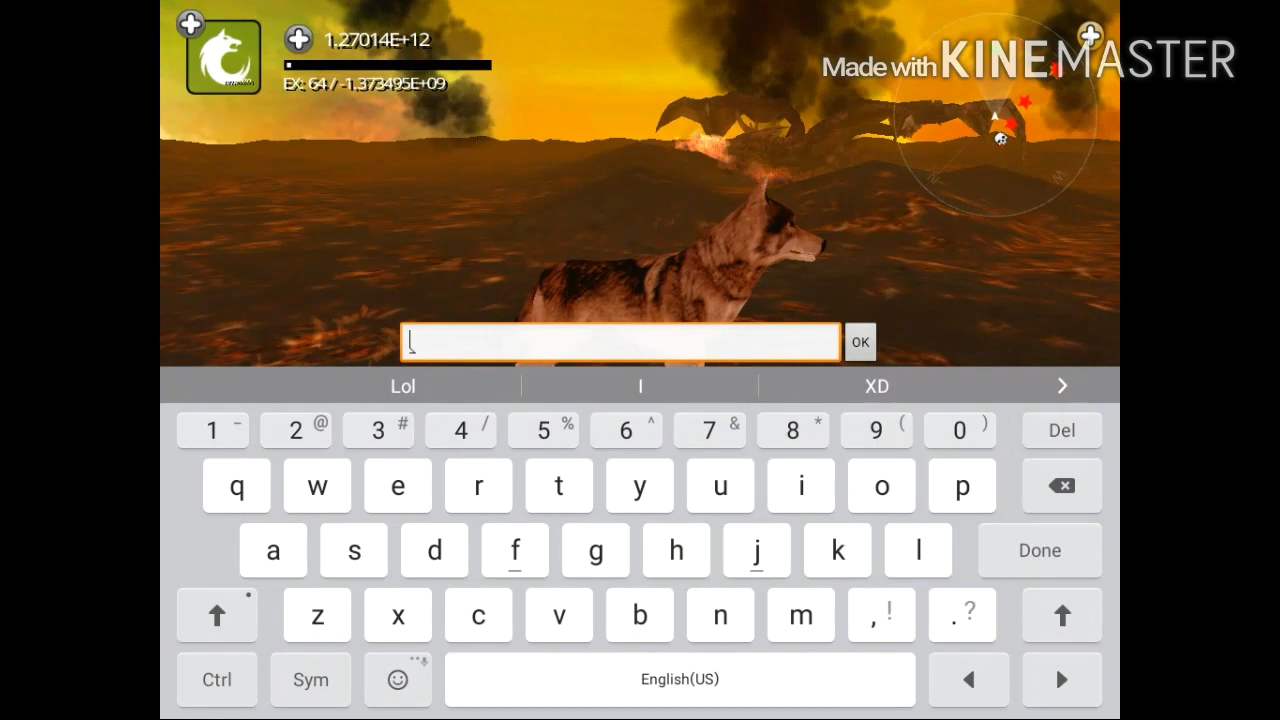 1.27014E+12
EX: 64 / -1.373495E+09
Made with KINEMASTER
N
W
OK
Lol
I
XD
1 - 2 @ 3 # 4 / 5 % 6 ^ 7 & 8 * 9 ( 0 ) Del
q w e r t y u i o p
a s d f g h j k l Done
z x c v b n m , ! . ?
Ctrl Sym English(US)